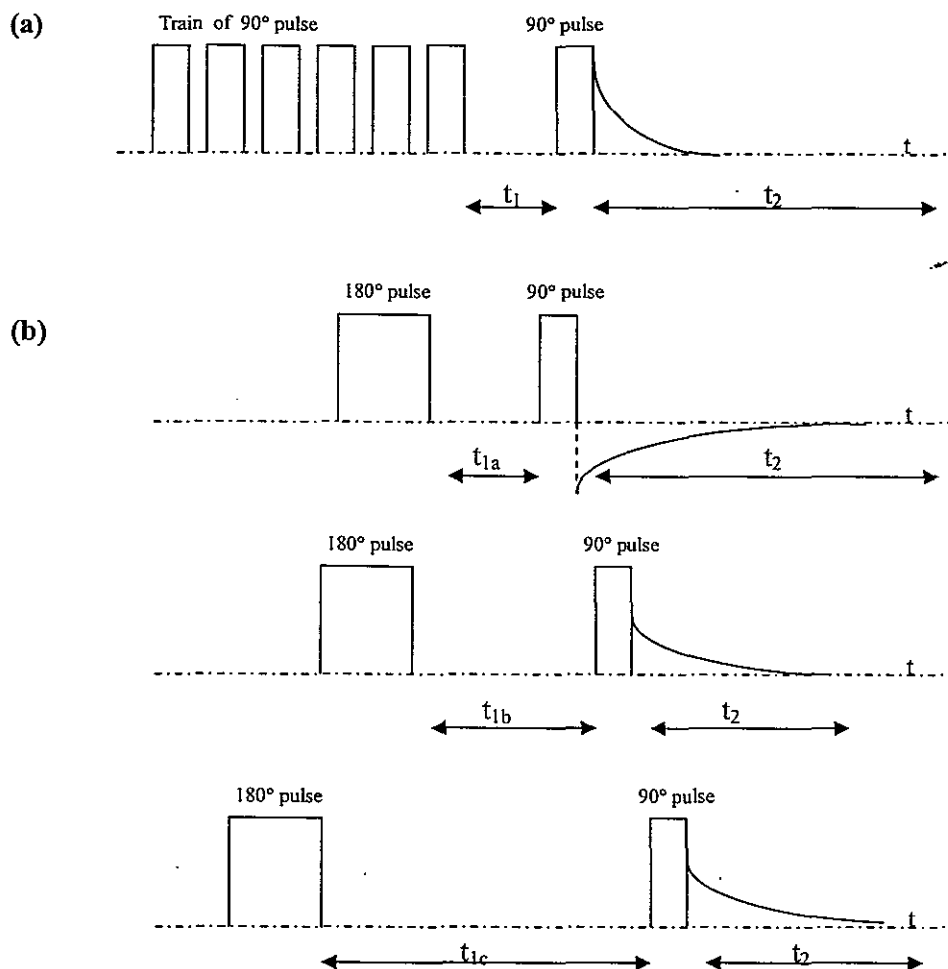 (a)
Train of 90° pulse
90° pulse
t
t1
t2
(b)
180° pulse
90° pulse
t
t1a
t2
180° pulse
90° pulse
t
t1b
t2
180° pulse
90° pulse
t
t1c
t2